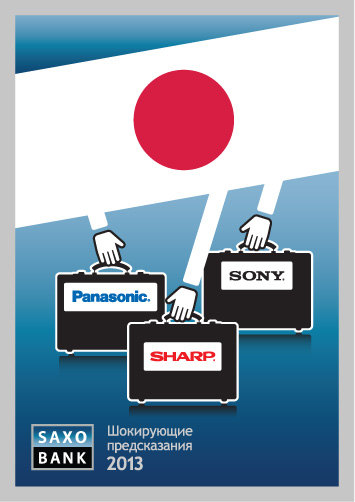 Panasonic.
SONY.
SHARP.
SAXO
BANK
Шокирующие
предсказания
2013